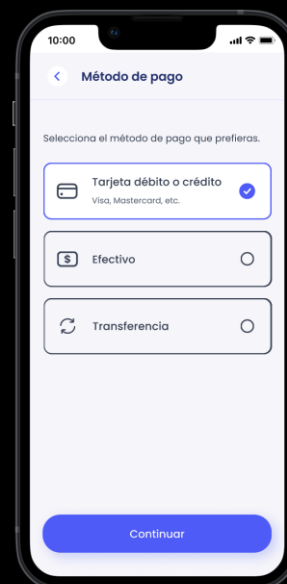 10:00
Método de pago
Selecciona el método de pago que prefieras.
Tarjeta débito o crédito
Visa, Mastercard, etc.
$ Efectivo
Transferencia
Continuar